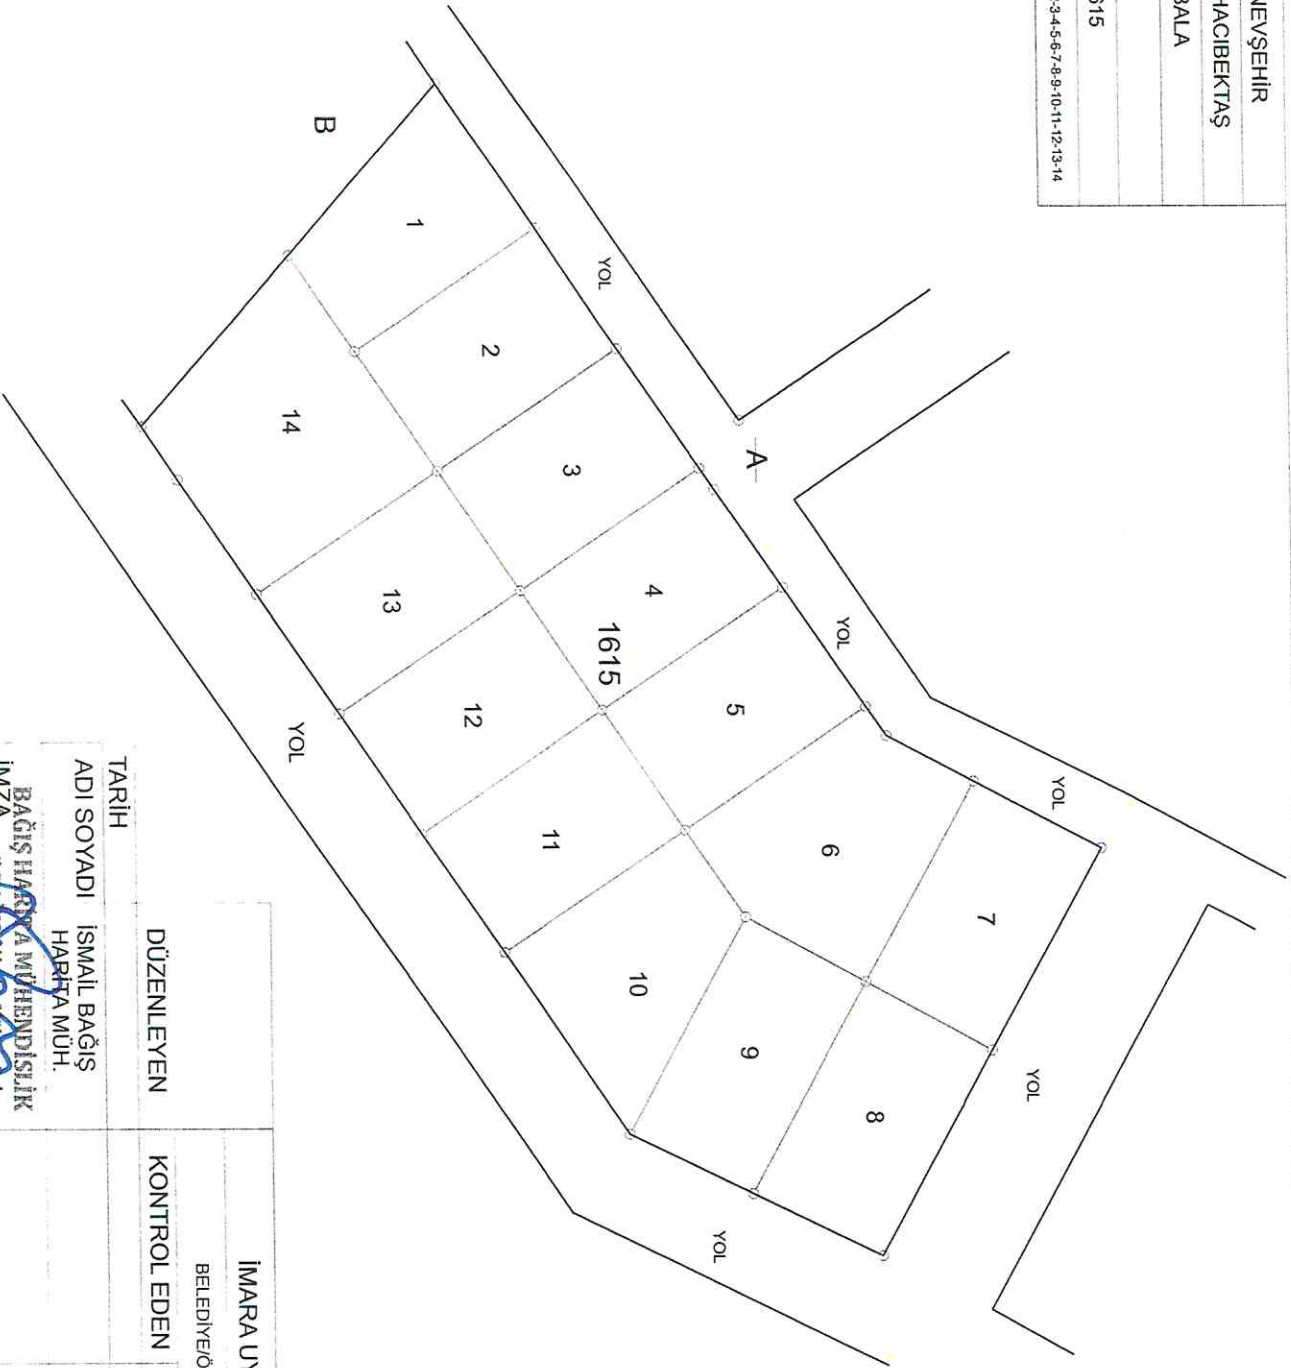 NEVŞEHİR
HACIBEKTAŞ
BALA
615
3-4-5-6-7-8-9-10-11-12-13-14
YOL
A
YOL
YOL
YOL
YOL
YOL
B
1
2
3
4
5
6
7
8
9
10
11
12
13
14
1615
İMARA UY
BELEDİYE/Ö
DÜZENLEYEN
KONTROL EDEN
TARİH
ADI SOYADI
İSMAİL BAĞIŞ
HARİTA MÜH.
İMZA
BAĞIŞ HARİTA MÜHENDİSLİK